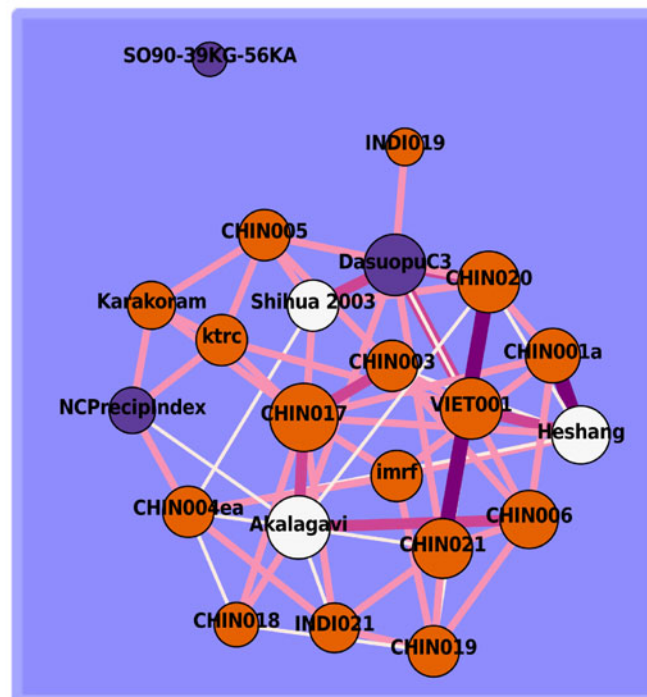 SO90-39KG-56KA
INDI019
CHIN005
DasuopuC3
CHIN020
Karakoram
Shihua 2003
ktrc
CHIN003
CHIN001a
NCPrecipIndex
CHIN017
VIET001
Heshang
imrf
CHIN004ea
Akalagavi
CHIN006
CHIN021
CHIN018
INDI021
CHIN019